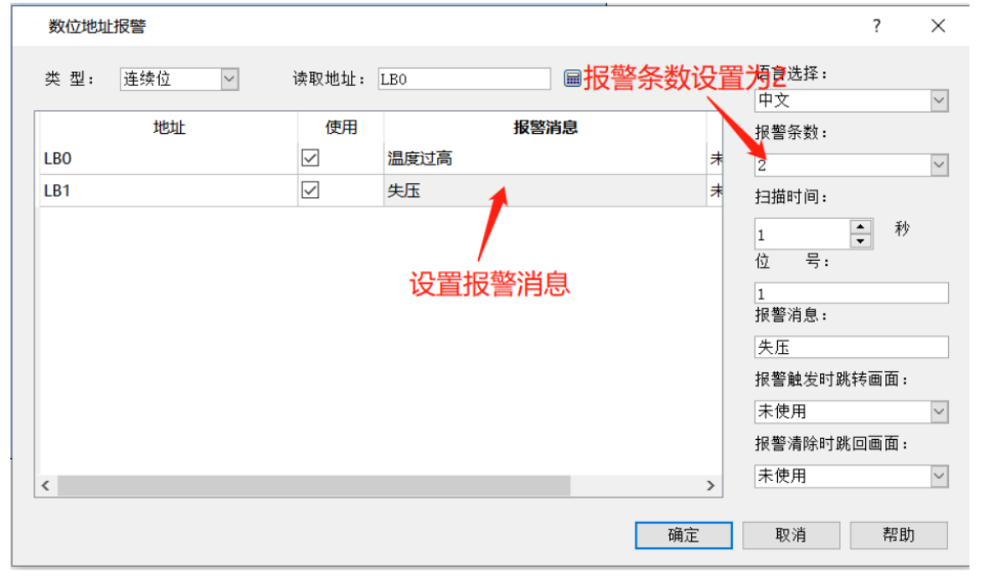 数位地址报警 ?
类 型： 连续位 读取地址： LB0
报警条数设置为2
语言选择：
中文
地址 使用 报警消息
LB0 温度过高 未
LB1 失压 未
设置报警消息
报警条数：
2
扫描时间：
1 秒
位 号：
1
报警消息：
失压
报警触发时跳转画面：
未使用
报警清除时跳回画面：
未使用
确定 取消 帮助